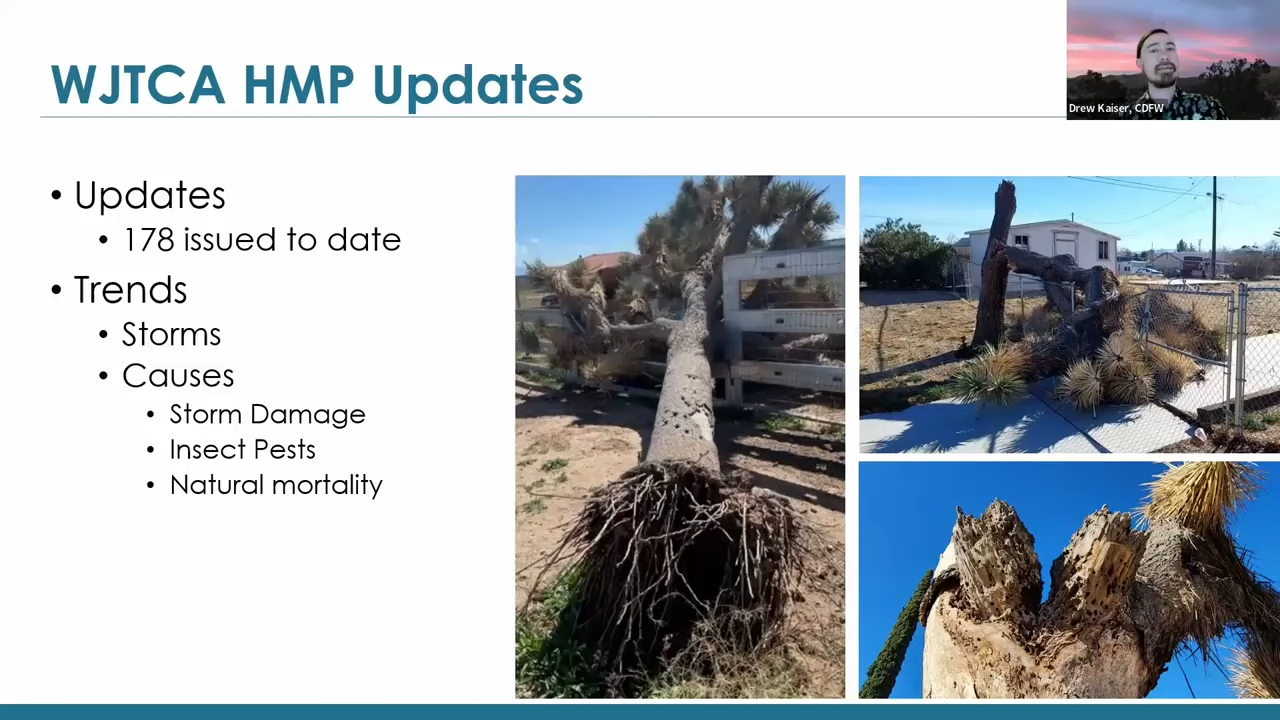 WJTCA HMP Updates
Drew Kaiser, CDFW
• Updates
• 178 issued to date
• Trends
• Storms
• Causes
• Storm Damage
• Insect Pests
• Natural mortality